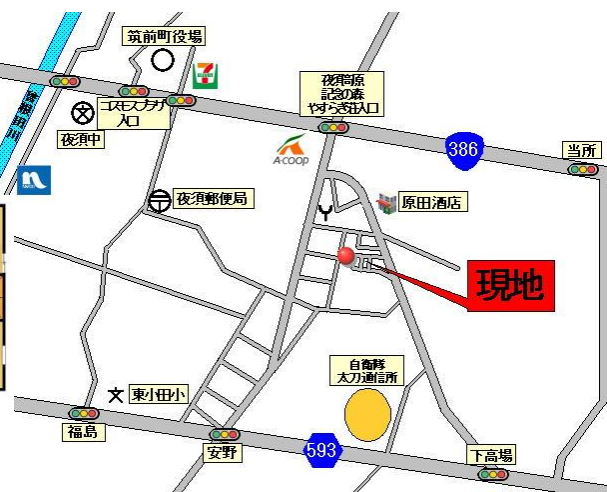 筑前町役場
コスモスプラザ
入口
夜須中
夜須高原
記念の森
やすらぎ荘入口
A-COOP
386
当所
夜須郵便局
原田酒店
現地
自衛隊
太刀通信所
東小田小
福島
安野
593
下高場